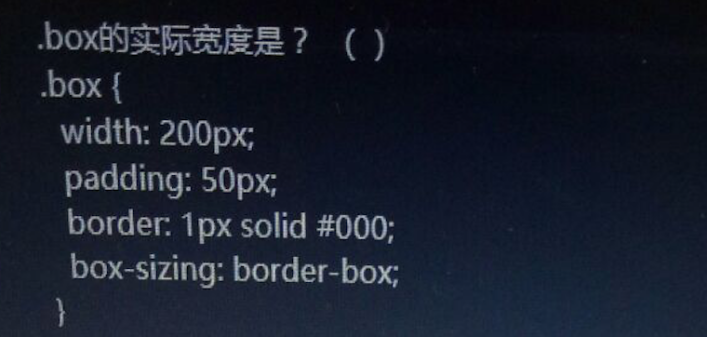 .box的实际宽度是？ （ ）
.box {
width: 200px;
padding: 50px;
border: 1px solid #000;
box-sizing: border-box;
}